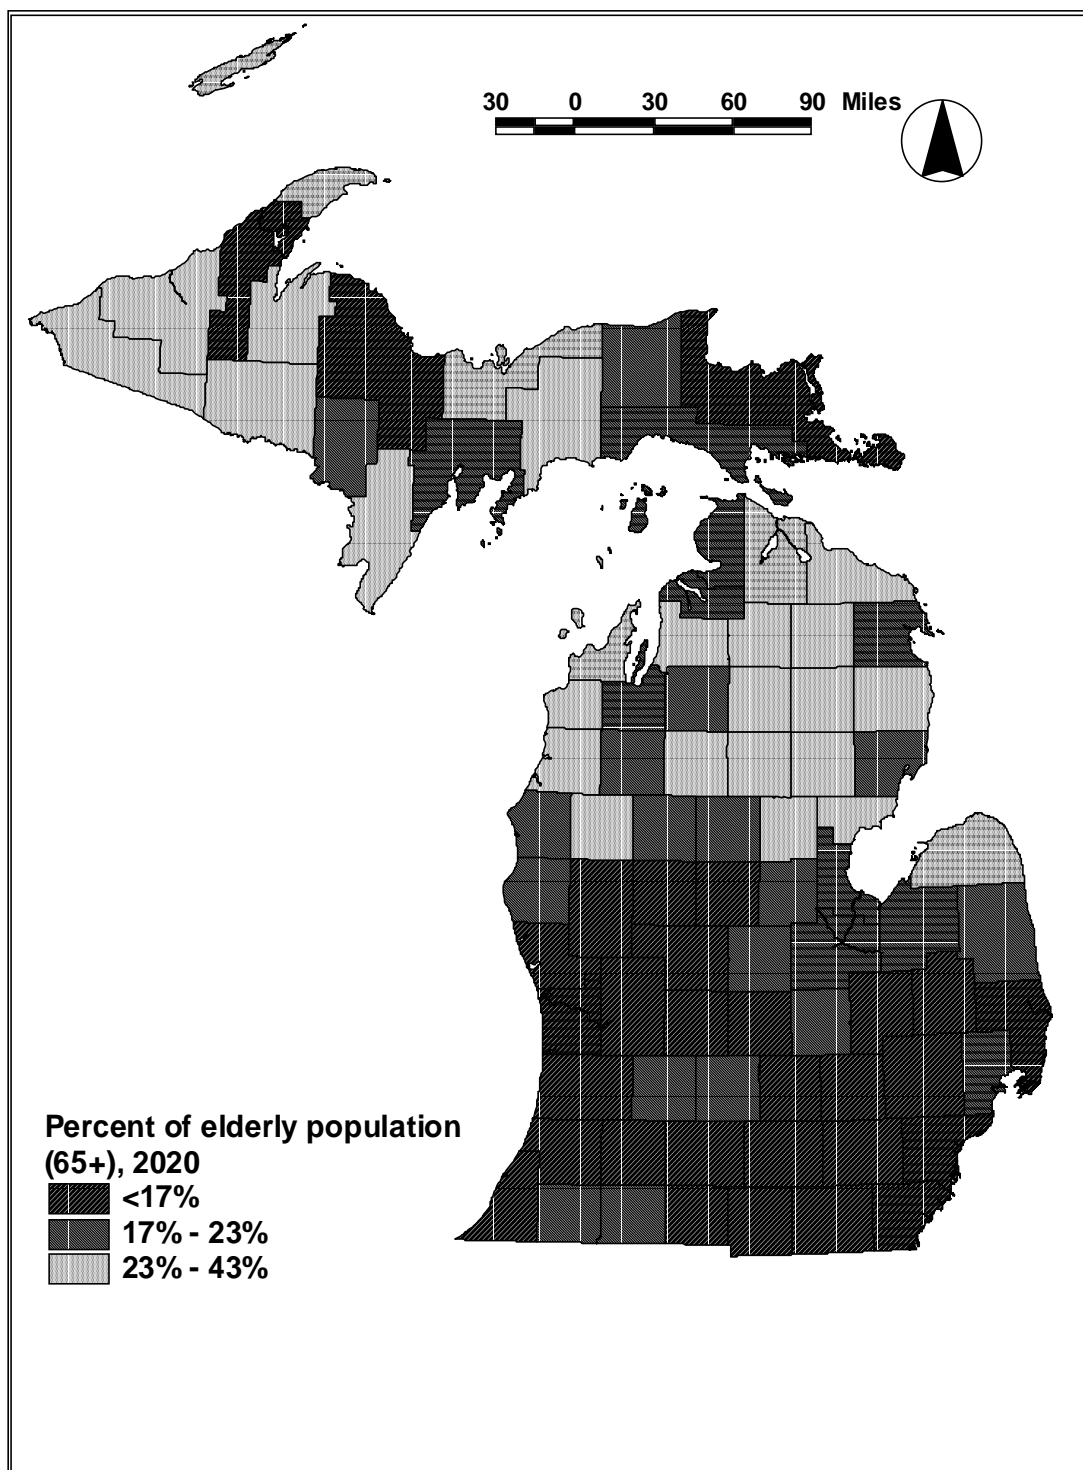 30 0 30 60 90 Miles
Percent of elderly population
(65+), 2020
<17%
17% - 23%
23% - 43%